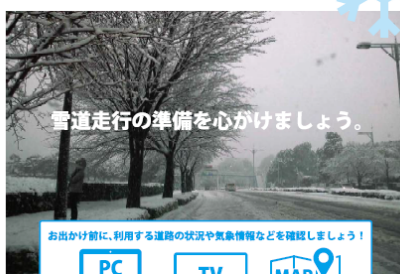 雪道走行の準備を心がけましょう。
お出かけ前に、利用する道路の状況や気象情報などを確認しましょう！
PC
TV
MAP